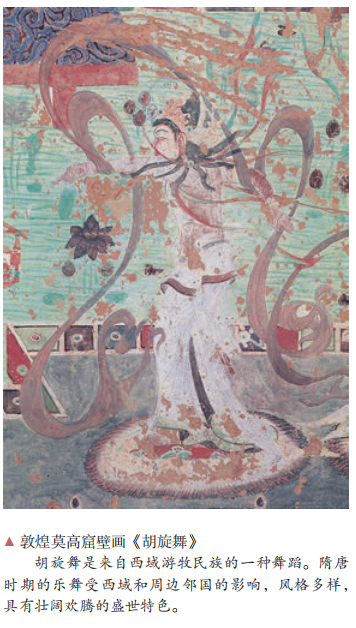 ▲ 敦煌莫高窟壁画《胡旋舞》
胡旋舞是来自西域游牧民族的一种舞蹈。隋唐
时期的乐舞受西域和周边邻国的影响，风格多样，
具有壮阔欢腾的盛世特色。